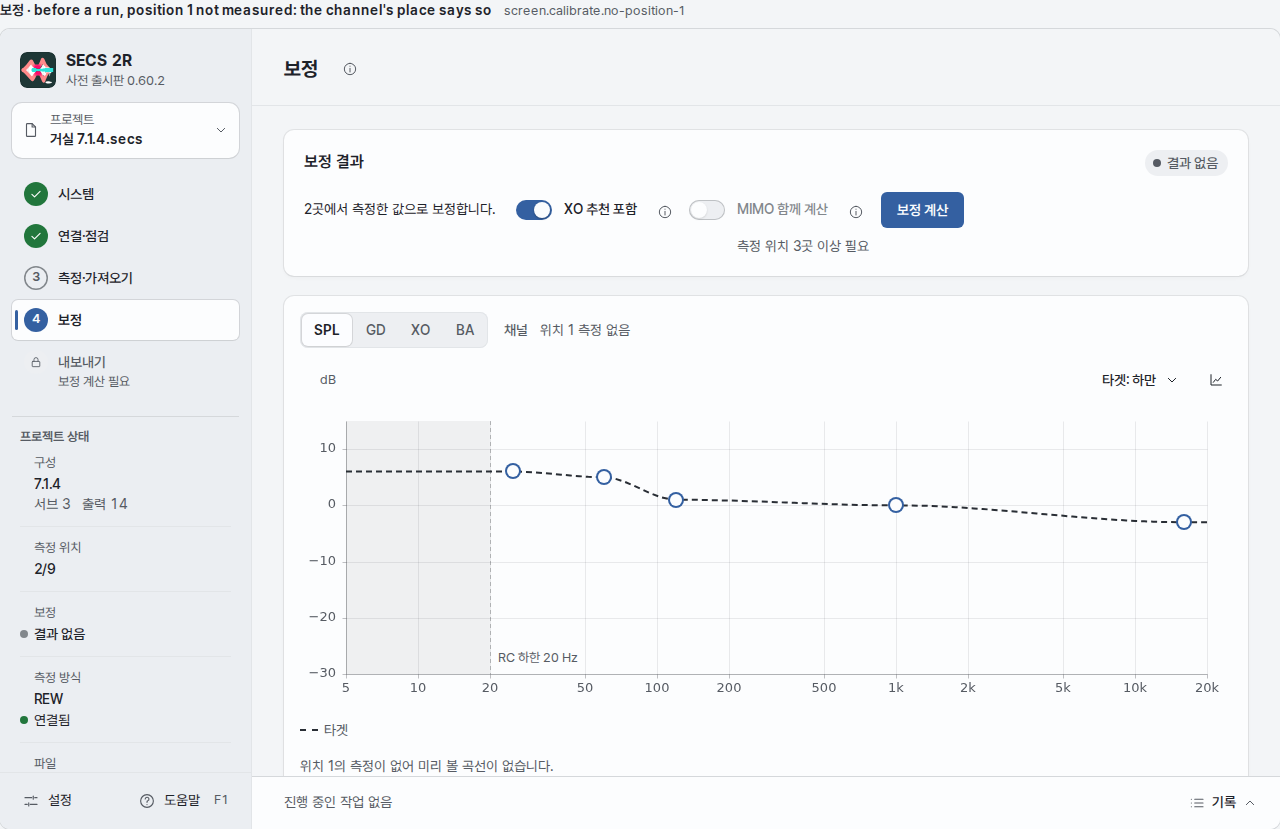 보정 · before a run, position 1 not measured: the channel's place says so screen.calibrate.no-position-1
SECS 2R
사전 출시판 0.60.2
프로젝트
거실 7.1.4.secs
시스템
연결·점검
3 측정·가져오기
4 보정
내보내기
보정 계산 필요
프로젝트 상태
구성
7.1.4
서브 3 출력 14
측정 위치
2/9
보정
결과 없음
측정 방식
REW
연결됨
파일
설정 도움말 F1
보정
보정 결과
결과 없음
2곳에서 측정한 값으로 보정합니다. XO 추천 포함 MIMO 함께 계산 보정 계산
측정 위치 3곳 이상 필요
SPL GD XO BA 채널 위치 1 측정 없음
dB 타겟: 하만
10
0
−10
−20
−30
RC 하한 20 Hz
5 10 20 50 100 200 500 1k 2k 5k 10k 20k
타겟
위치 1의 측정이 없어 미리 볼 곡선이 없습니다.
진행 중인 작업 없음 기록